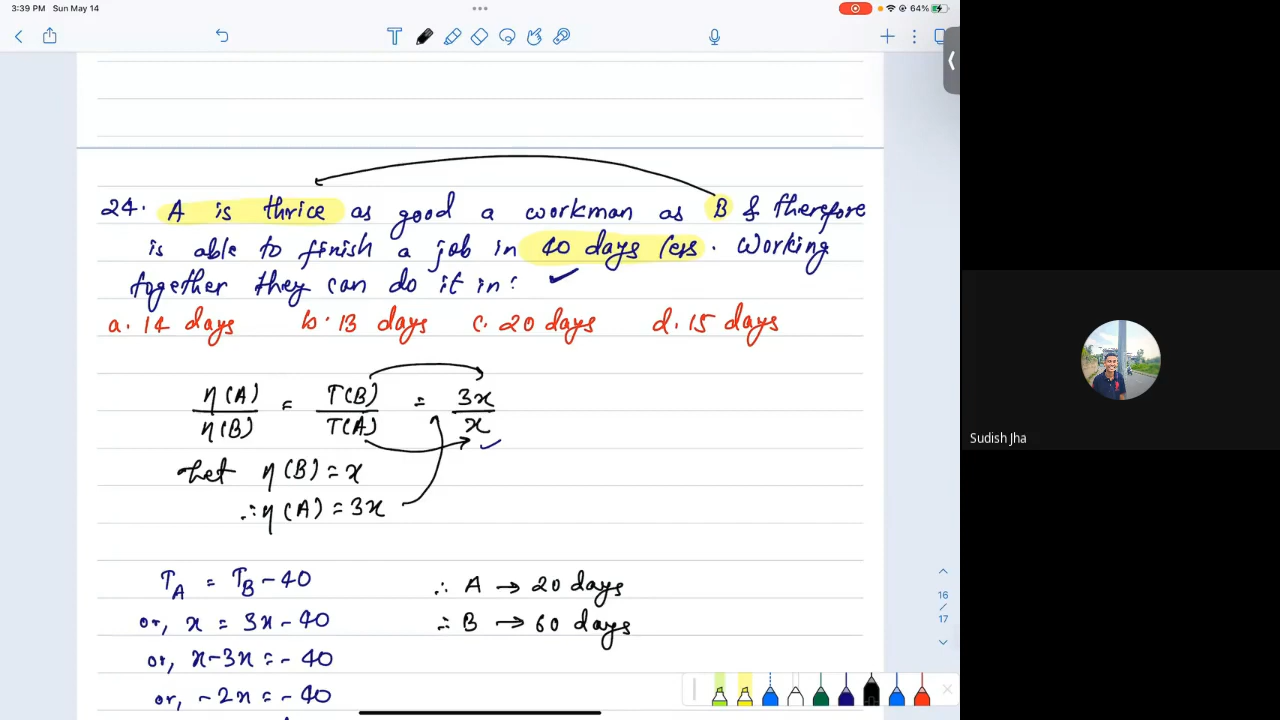 3:39 PM Sun May 14
64%
24. A is thrice as good a workman as B & therefore
is able to finish a job in 40 days less. Working
together they can do it in:
a. 14 days b. 13 days c. 20 days d. 15 days
η(A)/η(B) = T(B)/T(A) = 3x/x
Let η(B) = x
∴ η(A) = 3x
T_A = T_B - 40
or, x = 3x - 40
or, x - 3x = - 40
or, - 2x = - 40
∴ A → 20 days
∴ B → 60 days
16
/
17
Sudish Jha